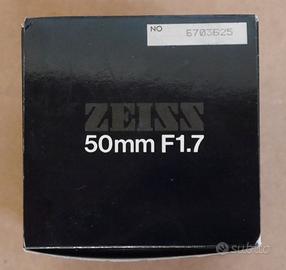 NO 6703625
ZEISS
50mm F1.7
subito